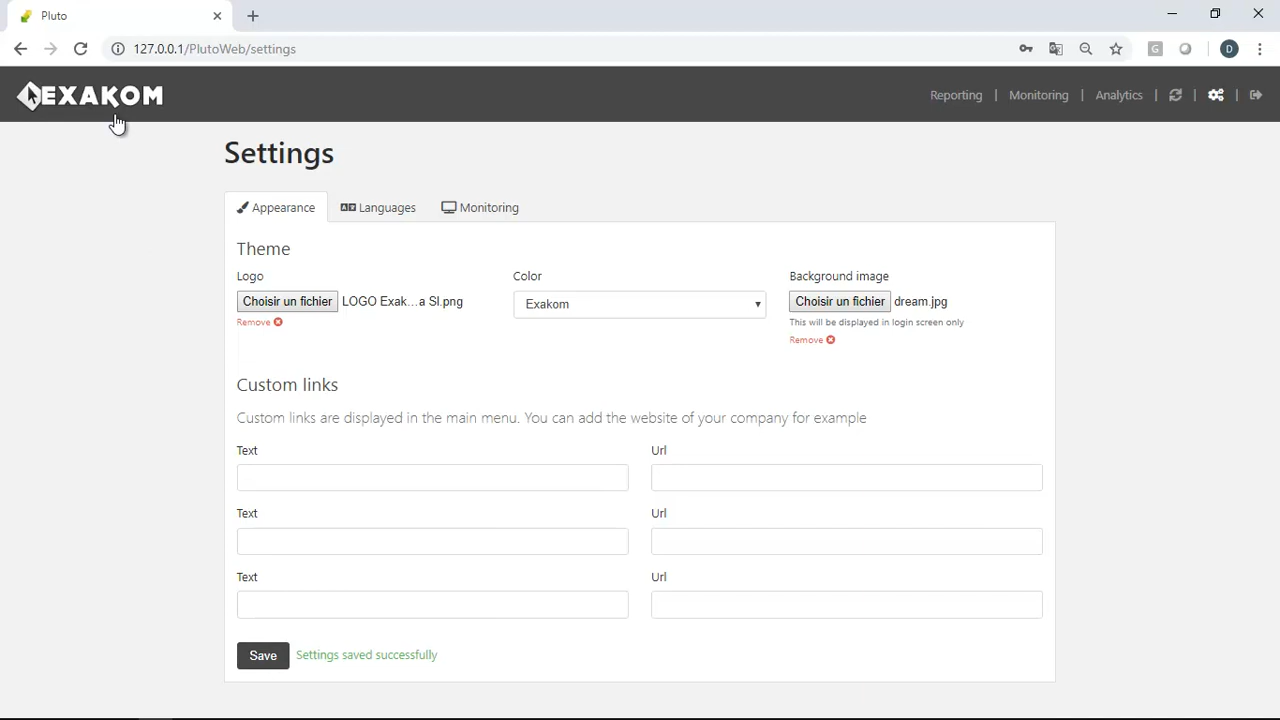 Pluto
127.0.0.1/PlutoWeb/settings
G
D
EXAKOM
Reporting | Monitoring | Analytics | | |
Settings
Appearance Languages Monitoring
Theme
Logo Color Background image
Choisir un fichier LOGO Exak...a SI.png Exakom Choisir un fichier dream.jpg
Remove This will be displayed in login screen only
Remove
Custom links
Custom links are displayed in the main menu. You can add the website of your company for example
Text Url
Text Url
Text Url
Save Settings saved successfully